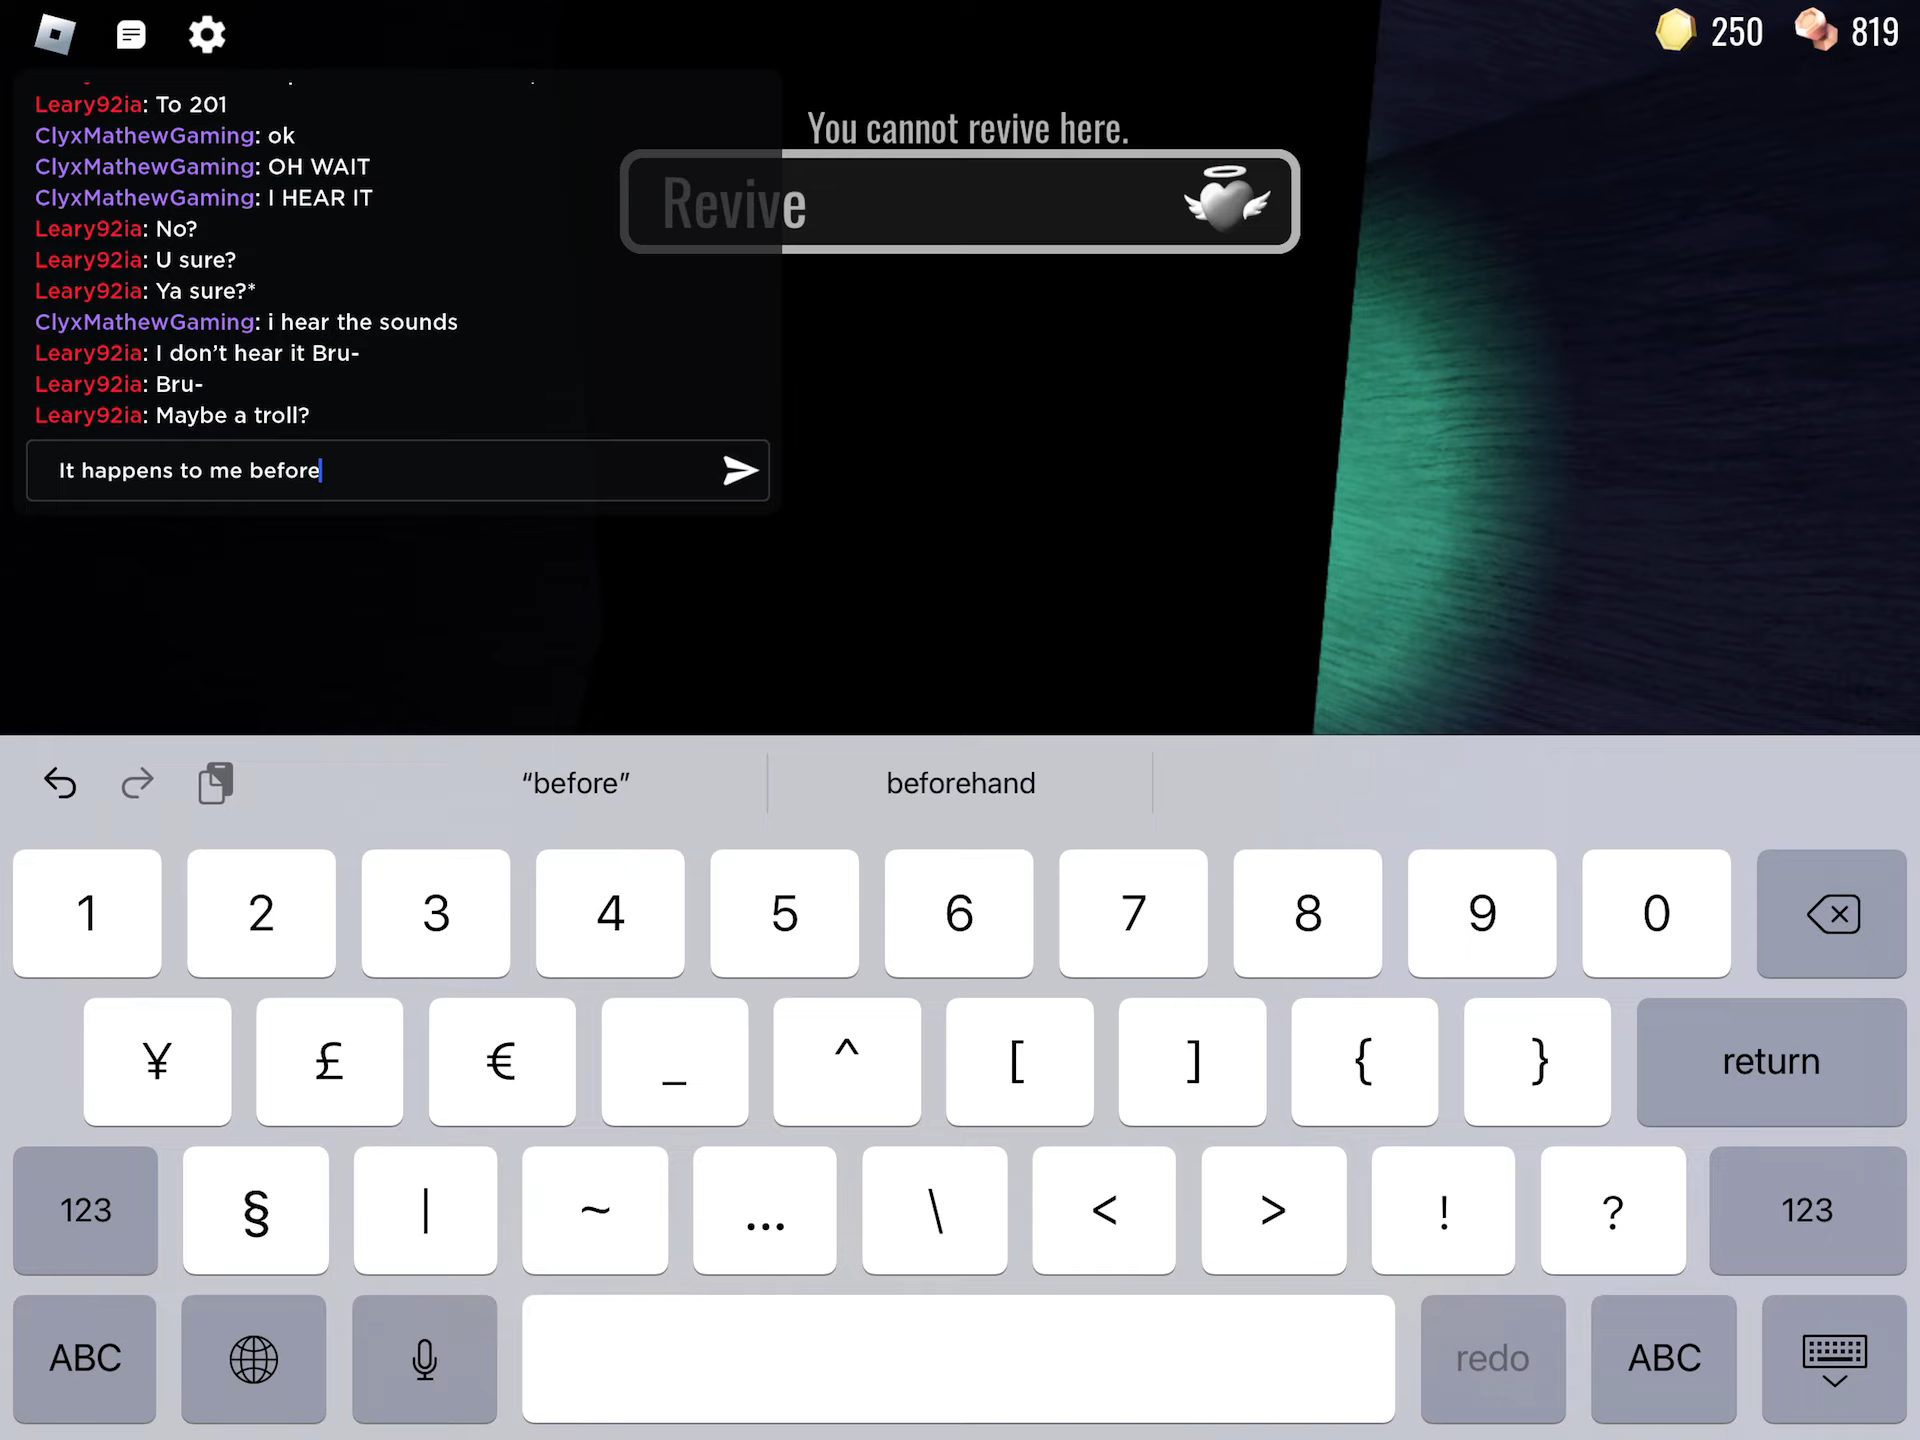 250
819
Leary92ia: To 201
ClyxMathewGaming: ok
ClyxMathewGaming: OH WAIT
ClyxMathewGaming: I HEAR IT
Leary92ia: No?
Leary92ia: U sure?
Leary92ia: Ya sure?*
ClyxMathewGaming: i hear the sounds
Leary92ia: I don’t hear it Bru-
Leary92ia: Bru-
Leary92ia: Maybe a troll?
It happens to me before
You cannot revive here.
Revive
“before”
beforehand
1 2 3 4 5 6 7 8 9 0
¥ £ € _ ^ [ ] { } return
123 § | ~ … \ < > ! ? 123
ABC redo ABC